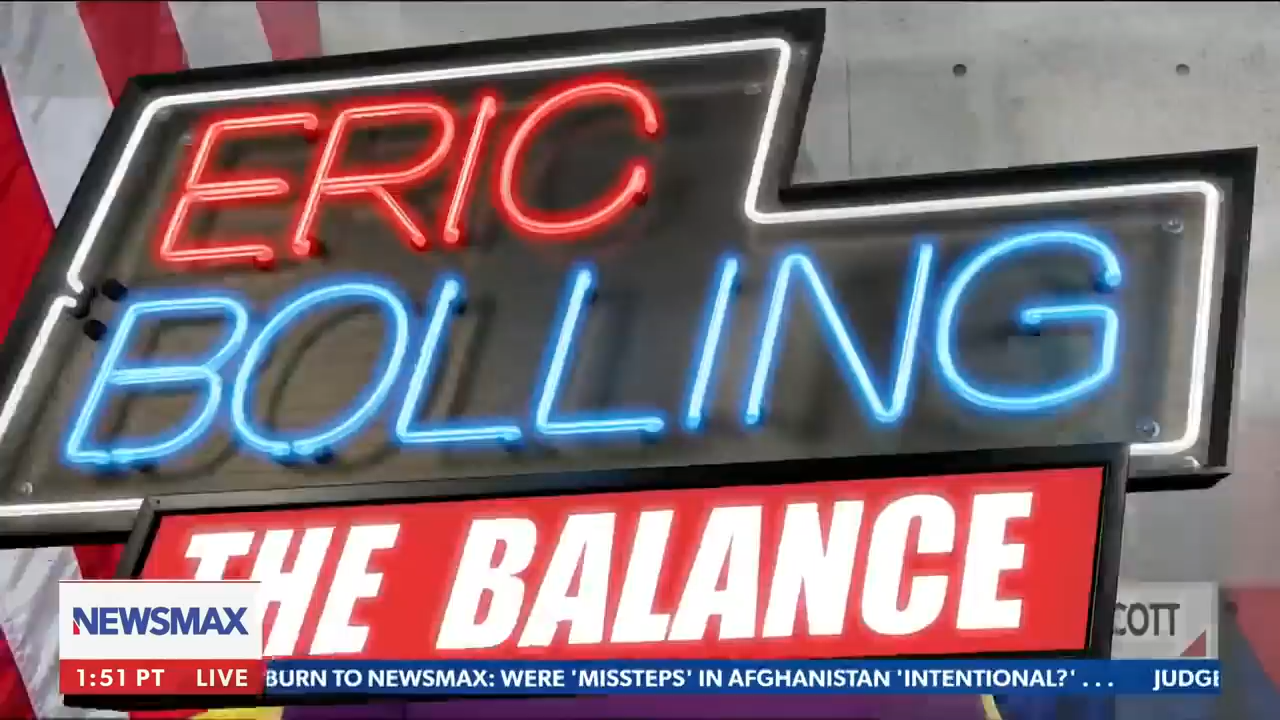 ERIC
BOLLING
THE BALANCE
COTT
NEWSMAX
1:51 PT LIVE BURN TO NEWSMAX: WERE 'MISSTEPS' IN AFGHANISTAN 'INTENTIONAL?' . . . JUDGE